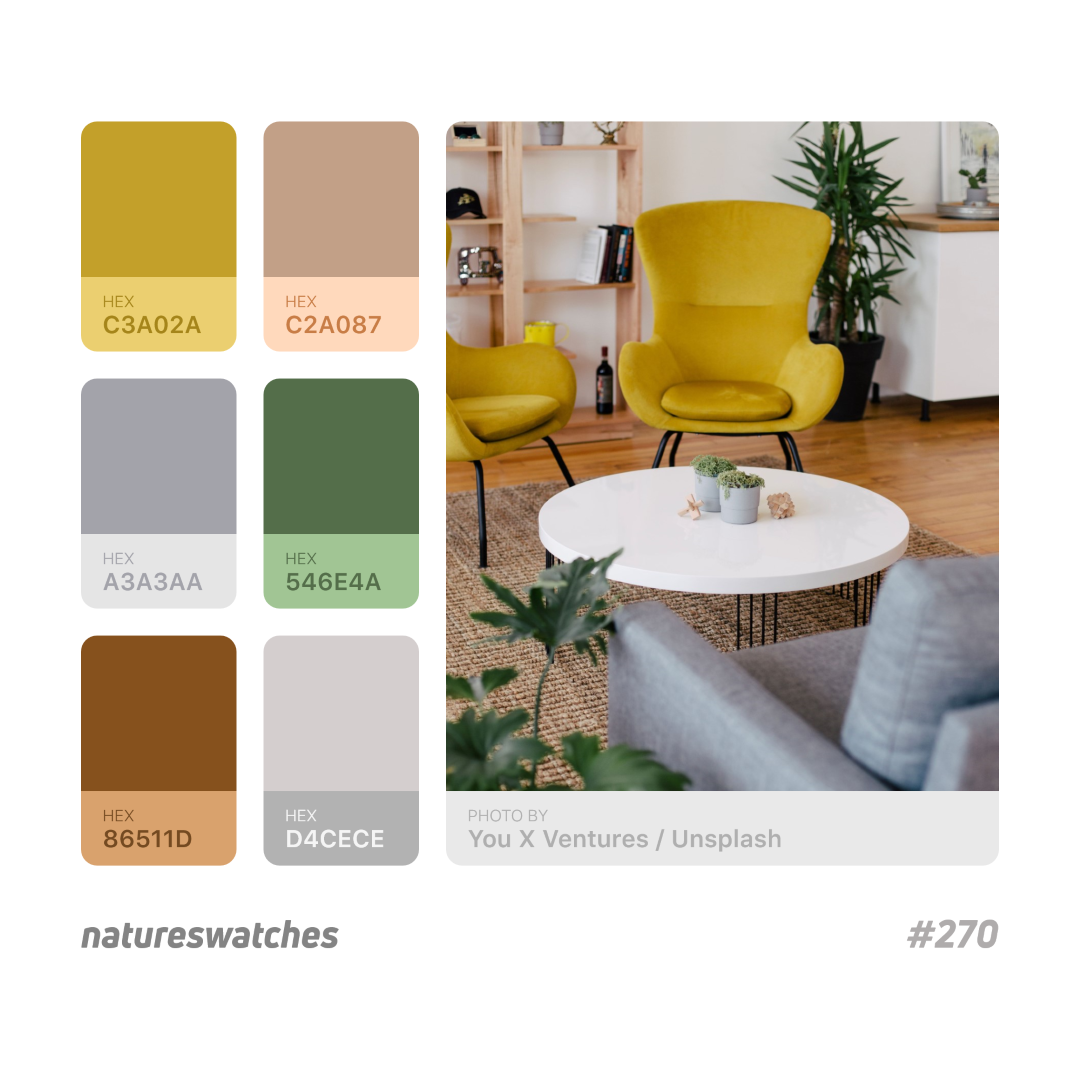 HEX
C3A02A
HEX
C2A087
HEX
A3A3AA
HEX
546E4A
HEX
86511D
HEX
D4CECE
PHOTO BY
You X Ventures / Unsplash
natureswatches
#270